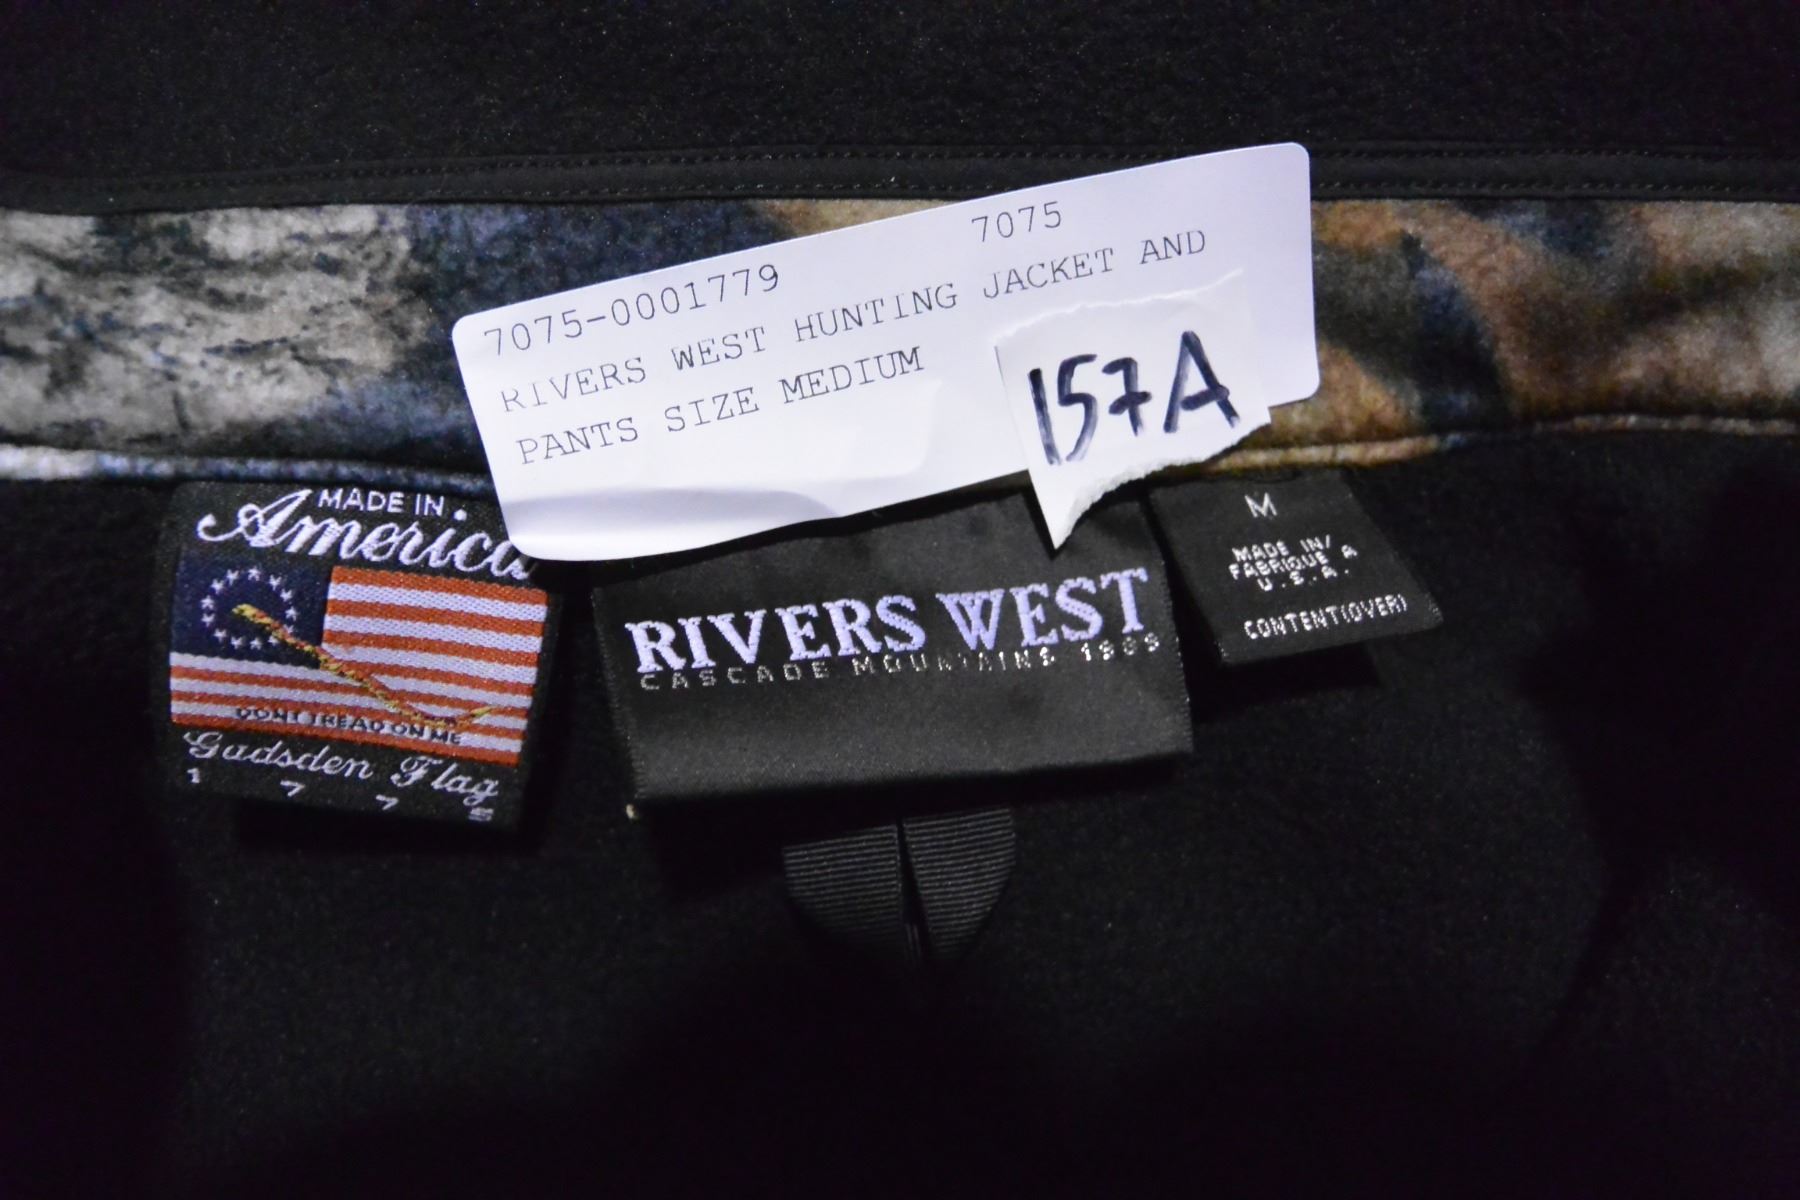 7075-0001779 7075
RIVERS WEST HUNTING JACKET AND
PANTS SIZE MEDIUM
157A
MADE IN
America
DONT TREAD ON ME
Gadsden Flag
1 7 7 5
RIVERS WEST
CASCADE MOUNTAINS 1989
M
MADE IN/
FABRIQUE A
U.S.A.
CONTENT(OVER)